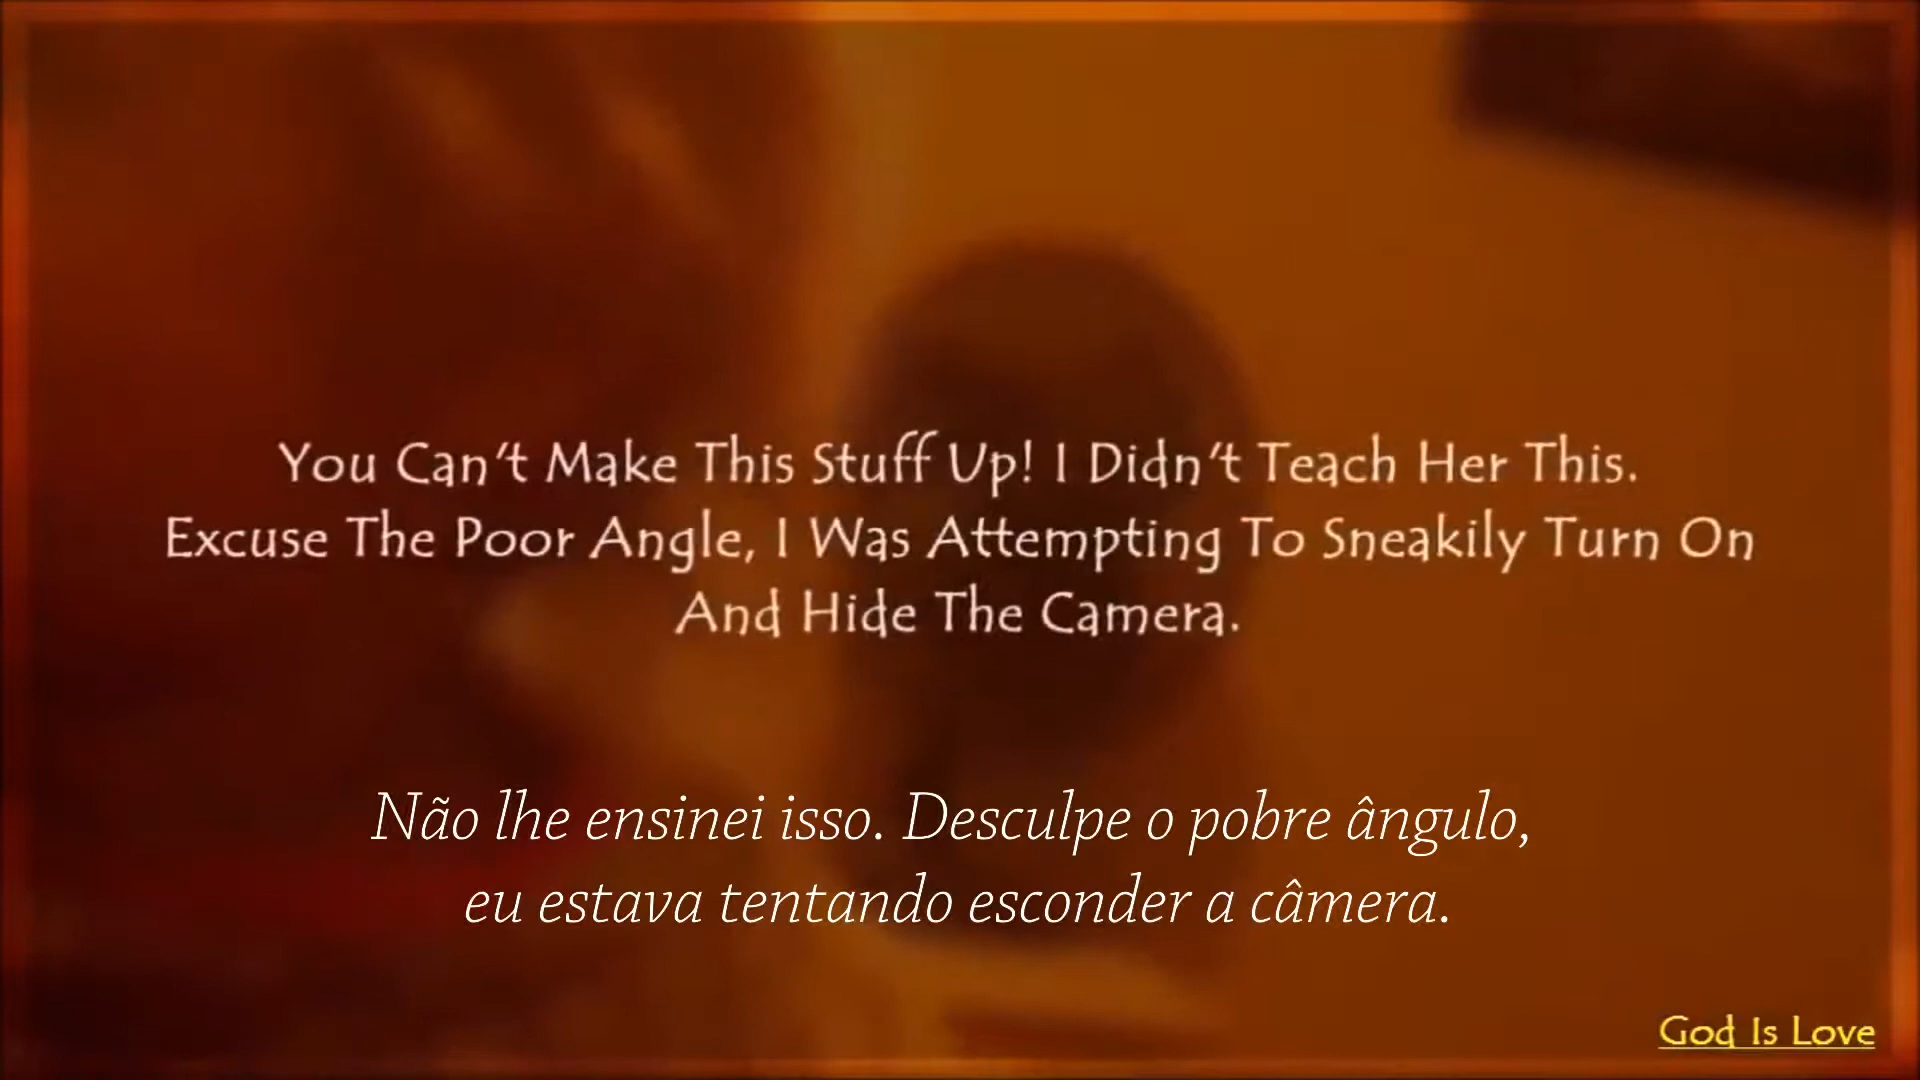 You Can't Make This Stuff Up! I Didn't Teach Her This.
Excuse The Poor Angle, I Was Attempting To Sneakily Turn On
And Hide The Camera.
Não lhe ensinei isso. Desculpe o pobre ângulo,
eu estava tentando esconder a câmera.
God Is Love